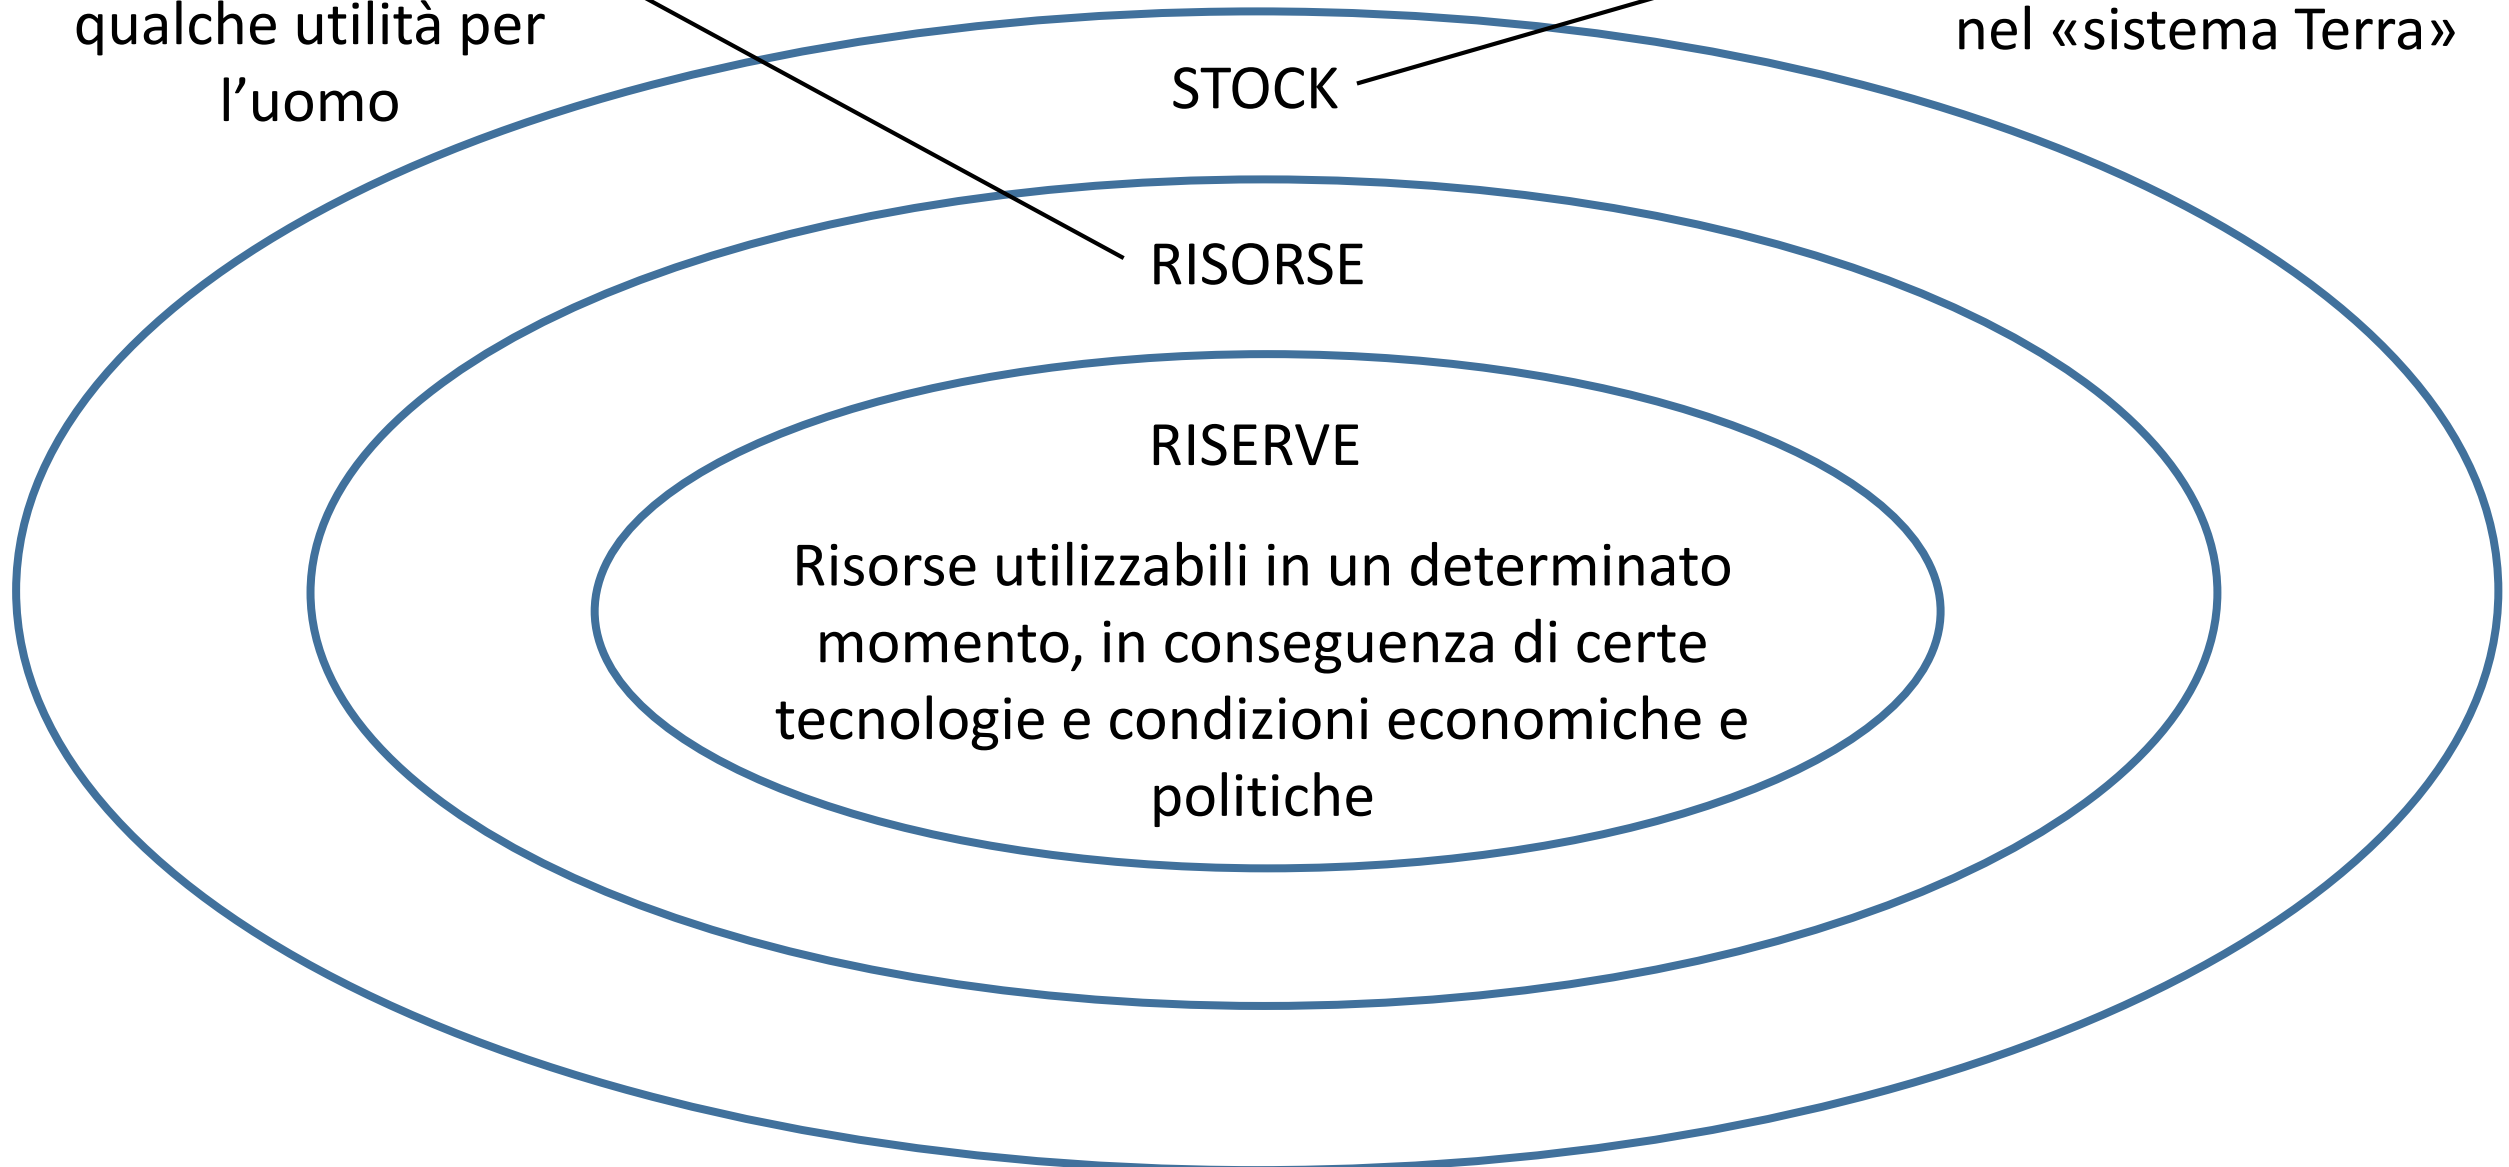 qualche utilità per
l’uomo
nel «sistema Terra»
STOCK
RISORSE
RISERVE
Risorse utilizzabili in un determinato
momento, in conseguenza di certe
tecnologie e condizioni economiche e
politiche